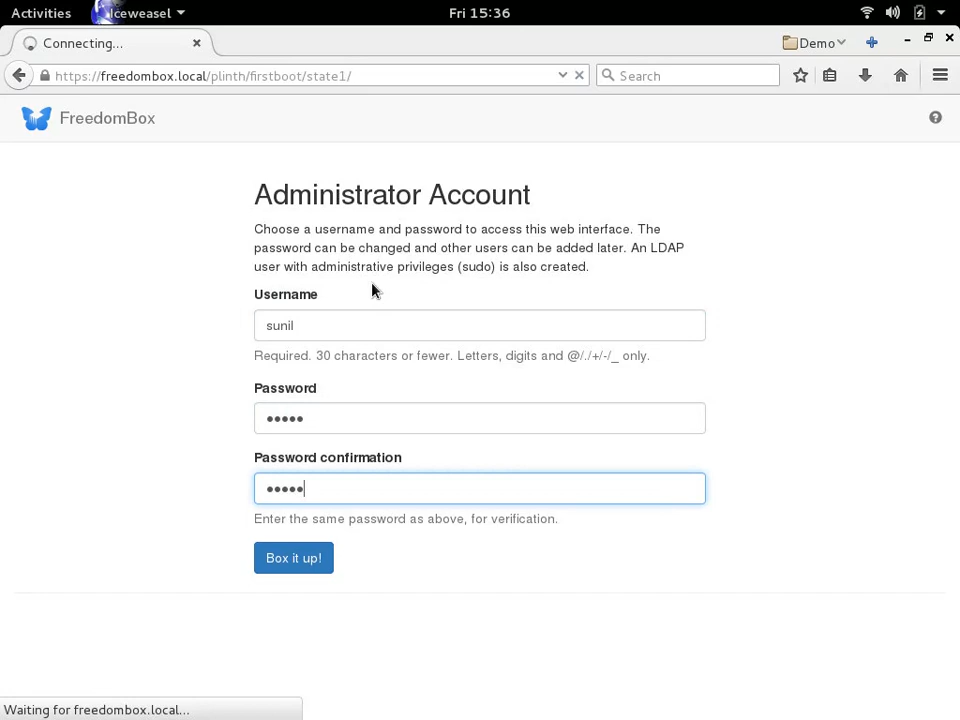 Activities Iceweasel Fri 15:36
Connecting... Demo
https://freedombox.local/plinth/firstboot/state1/ Search
FreedomBox
Administrator Account
Choose a username and password to access this web interface. The
password can be changed and other users can be added later. An LDAP
user with administrative privileges (sudo) is also created.
Username
sunil
Required. 30 characters or fewer. Letters, digits and @/./+/-/_ only.
Password
•••••
Password confirmation
•••••
Enter the same password as above, for verification.
Box it up!
Waiting for freedombox.local...